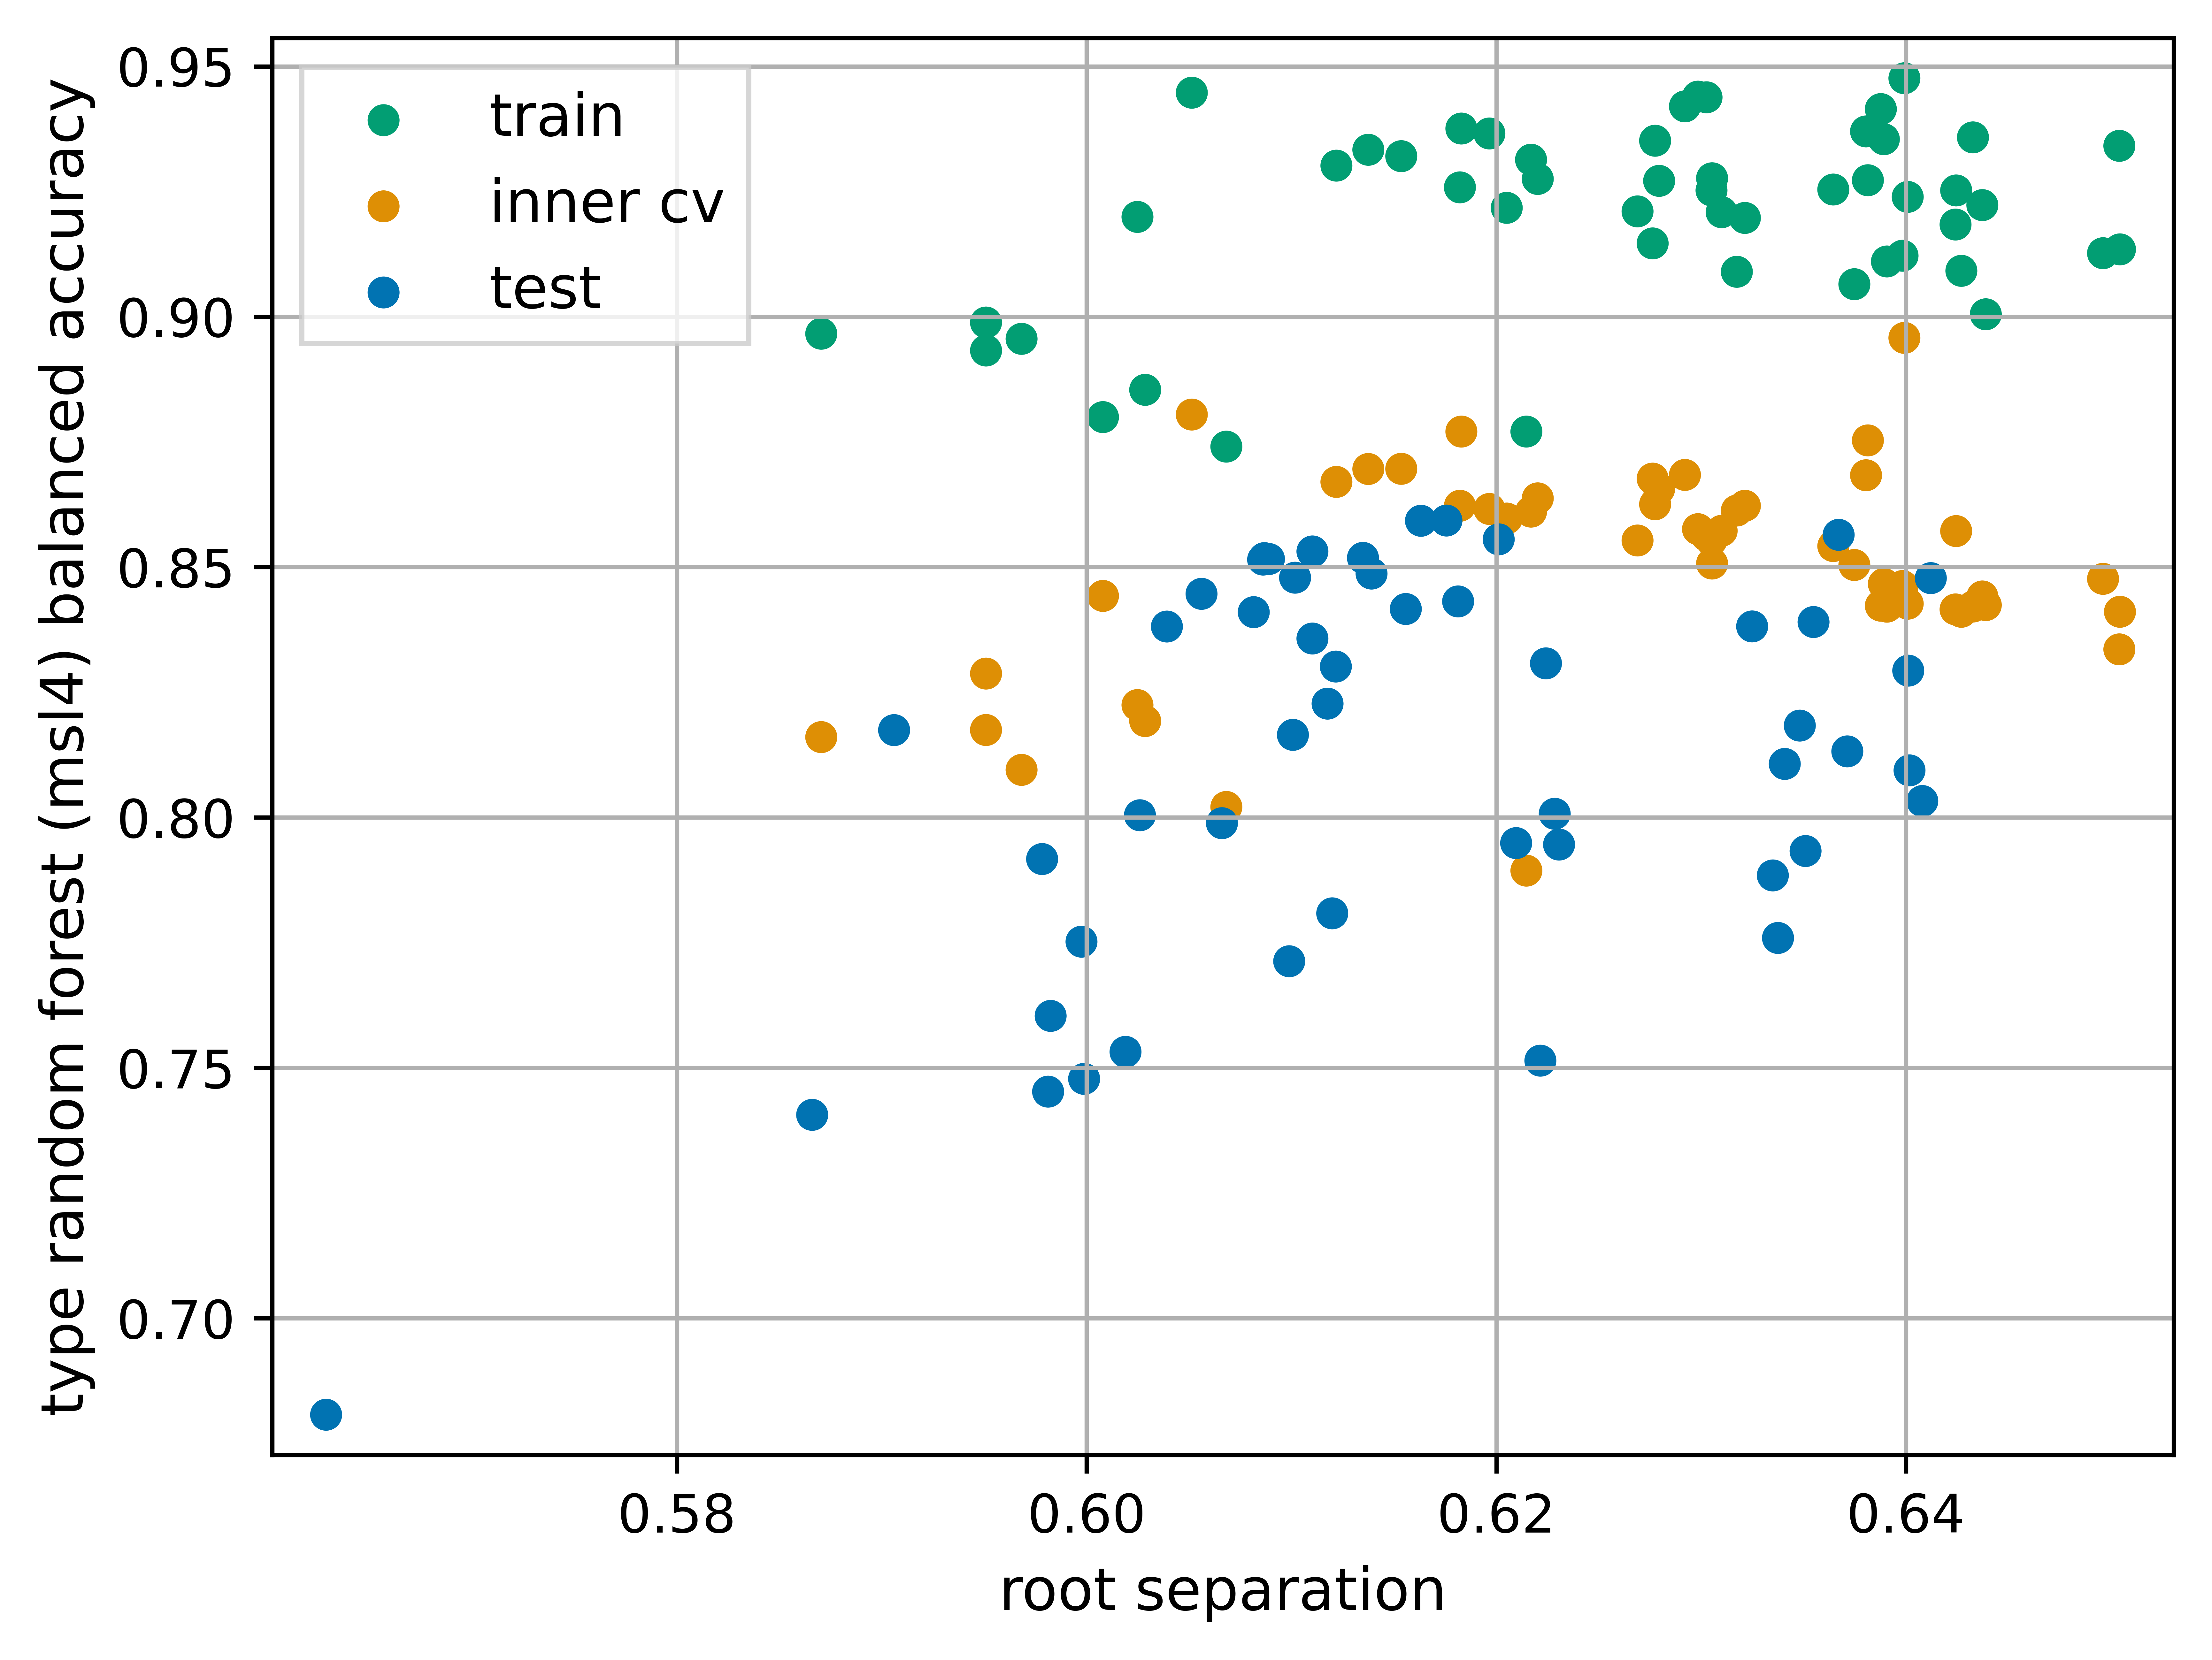 type random forest (msl4) balanced accuracy
0.95
0.90
0.85
0.80
0.75
0.70
train
inner cv
test
0.58
0.60
0.62
0.64
root separation